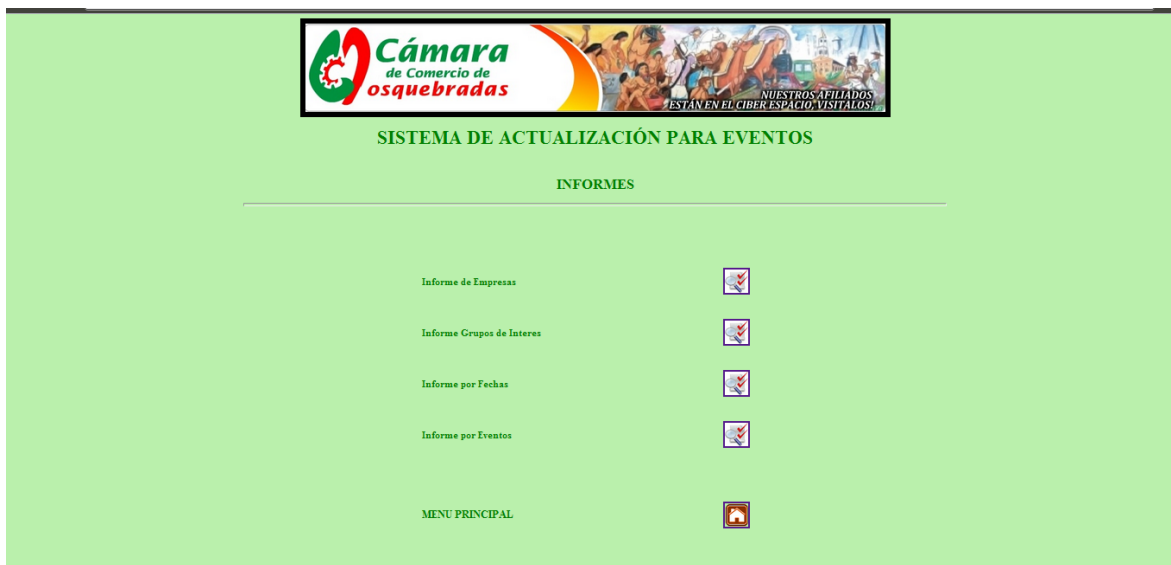 Cámara
de Comercio de
osquebradas
NUESTROS AFILIADOS
ESTÁN EN EL CIBER ESPACIO, VISITALOS!
SISTEMA DE ACTUALIZACIÓN PARA EVENTOS
INFORMES
Informe de Empresas
Informe Grupos de Interes
Informe por Fechas
Informe por Eventos
MENU PRINCIPAL